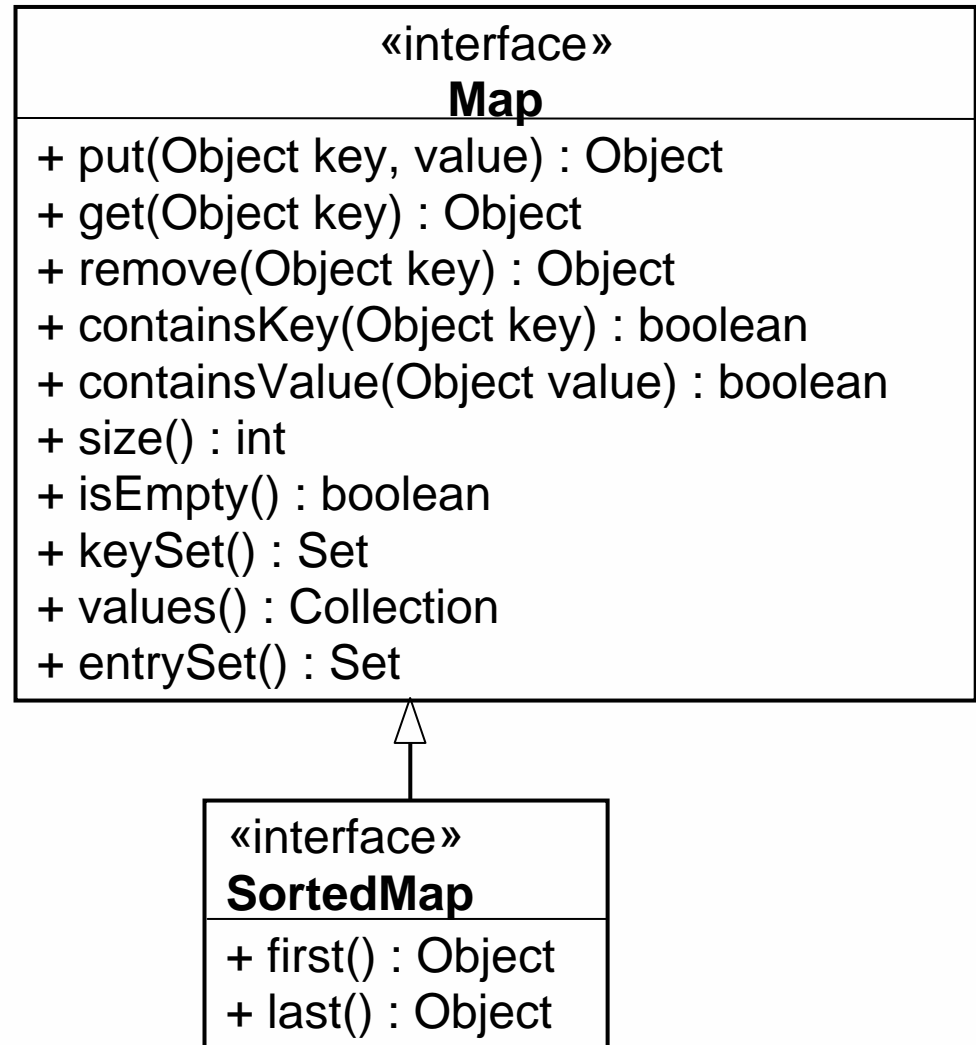 «interface»
Map
+ put(Object key, value) : Object
+ get(Object key) : Object
+ remove(Object key) : Object
+ containsKey(Object key) : boolean
+ containsValue(Object value) : boolean
+ size() : int
+ isEmpty() : boolean
+ keySet() : Set
+ values() : Collection
+ entrySet() : Set
«interface»
SortedMap
+ first() : Object
+ last() : Object